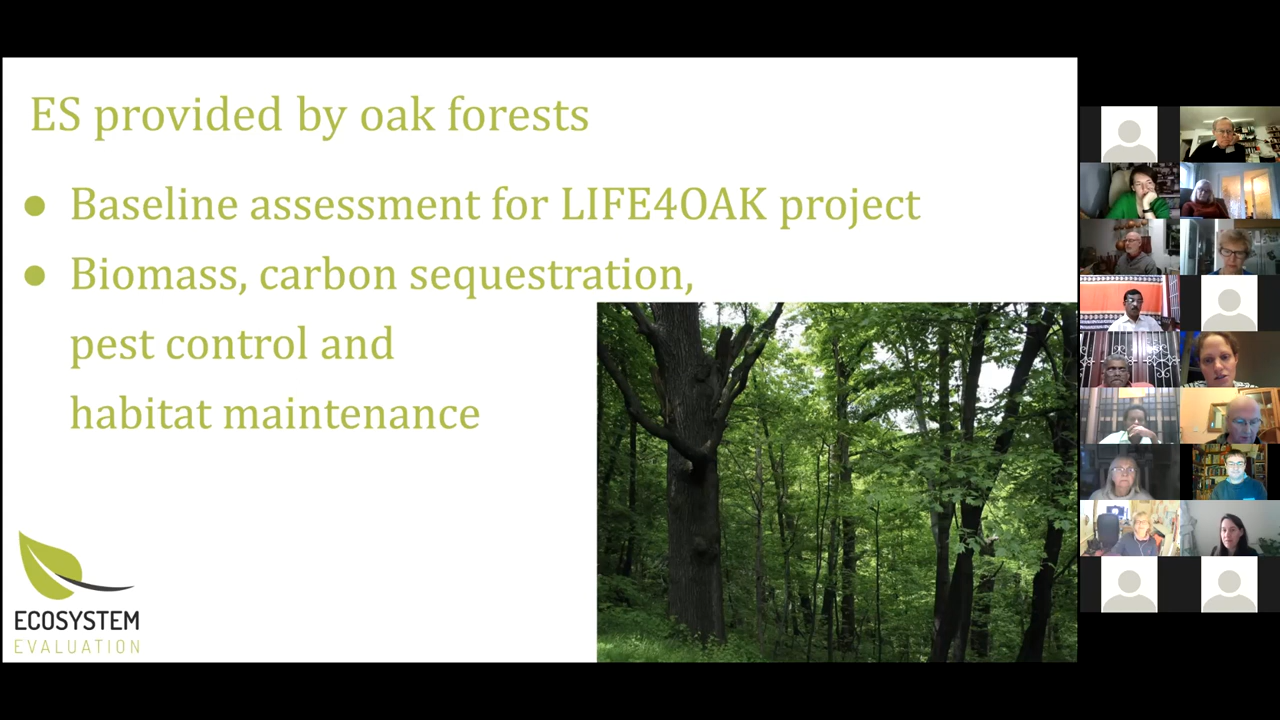 ES provided by oak forests
● Baseline assessment for LIFE4OAK project
● Biomass, carbon sequestration,
pest control and
habitat maintenance
ECOSYSTEM
EVALUATION